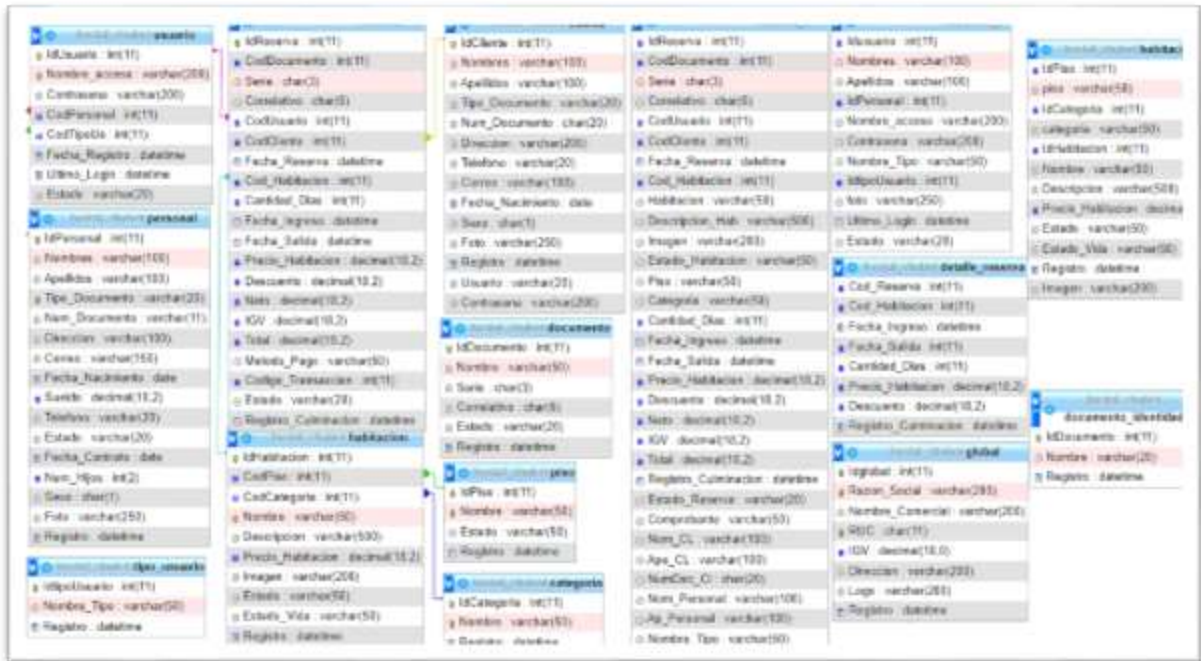 usuario
IdUsuario : int(11)
Nombre_acceso : varchar(200)
Contrasena : varchar(200)
CodPersonal : int(11)
CodTipoUs : int(11)
Fecha_Registro : datetime
Ultimo_Login : datetime
Estado : varchar(20)
personal
IdPersonal : int(11)
Nombres : varchar(100)
Apellidos : varchar(100)
Tipo_Documento : varchar(20)
Num_Documento : varchar(11)
Direccion : varchar(100)
Correo : varchar(150)
Fecha_Nacimiento : date
Sueldo : decimal(10,2)
Telefono : varchar(20)
Estado : varchar(20)
Fecha_Contrato : date
Num_Hijos : int(2)
Sexo : char(1)
Foto : varchar(250)
Registro : datetime
tipo_usuario
IdtipoUsuario : int(11)
Nombre_Tipo : varchar(50)
Registro : datetime
IdReserva : int(11)
CodDocumento : int(11)
Serie : char(3)
Correlativo : char(8)
CodUsuario : int(11)
CodCliente : int(11)
Fecha_Reserva : datetime
Cod_Habitacion : int(11)
Cantidad_Dias : int(11)
Fecha_Ingreso : datetime
Fecha_Salida : datetime
Precio_Habitacion : decimal(10,2)
Descuento : decimal(10,2)
Neto : decimal(10,2)
IGV : decimal(10,2)
Total : decimal(10,2)
Metodo_Pago : varchar(50)
Codigo_Transaccion : int(11)
Estado : varchar(20)
Registro_Culminacion : datetime
habitacion
IdHabitacion : int(11)
CodPiso : int(11)
CodCategoria : int(11)
Nombre : varchar(50)
Descripcion : varchar(500)
Precio_Habitacion : decimal(10,2)
Imagen : varchar(200)
Estado : varchar(50)
Estado_Vida : varchar(50)
Registro : datetime
IdCliente : int(11)
Nombres : varchar(100)
Apellidos : varchar(100)
Tipo_Documento : varchar(20)
Num_Documento : char(20)
Direccion : varchar(200)
Telefono : varchar(20)
Correo : varchar(100)
Fecha_Nacimiento : date
Sexo : char(1)
Foto : varchar(250)
Registro : datetime
Usuario : varchar(20)
Contrasena : varchar(200)
documento
IdDocumento : int(11)
Nombre : varchar(50)
Serie : char(3)
Correlativo : char(8)
Estado : varchar(20)
Registro : datetime
piso
IdPiso : int(11)
Nombre : varchar(50)
Estado : varchar(50)
Registro : datetime
categoria
IdCategoria : int(11)
Nombre : varchar(50)
Registro : datetime
IdReserva : int(11)
CodDocumento : int(11)
Serie : char(3)
Correlativo : char(8)
CodUsuario : int(11)
CodCliente : int(11)
Fecha_Reserva : datetime
Cod_Habitacion : int(11)
Habitacion : varchar(50)
Descripcion_Hab : varchar(500)
Imagen : varchar(200)
Estado_Habitacion : varchar(50)
Piso : varchar(50)
Categoria : varchar(50)
Cantidad_Dias : int(11)
Fecha_Ingreso : datetime
Fecha_Salida : datetime
Precio_Habitacion : decimal(10,2)
Descuento : decimal(10,2)
Neto : decimal(10,2)
IGV : decimal(10,2)
Total : decimal(10,2)
Registro_Culminacion : datetime
Estado_Reserva : varchar(20)
Comprobante : varchar(50)
Nom_CL : varchar(100)
Ape_CL : varchar(100)
NumDoc_Cl : char(20)
Nom_Personal : varchar(100)
Ap_Personal : varchar(100)
Nombre_Tipo : varchar(50)
Nombres : varchar(100)
Apellidos : varchar(100)
IdPersonal : int(11)
Nombre_acceso : varchar(200)
Contrasena : varchar(200)
Nombre_Tipo : varchar(50)
IdtipoUsuario : int(11)
foto : varchar(250)
Ultimo_Login : datetime
Estado : varchar(20)
detalle_reserva
Cod_Reserva : int(11)
Cod_Habitacion : int(11)
Fecha_Ingreso : datetime
Fecha_Salida : int(11)
Cantidad_Dias : int(11)
Precio_Habitacion : decimal(10,2)
Descuento : decimal(10,2)
Registro_Culminacion : datetime
global
Idglobal : int(11)
Razon_Social : varchar(200)
Nombre_Comercial : varchar(200)
RUC : char(11)
IGV : decimal(10,0)
Direccion : varchar(200)
Logo : varchar(200)
Registro : datetime
habitaci
IdPiso : int(11)
piso : varchar(50)
IdCategoria : int(11)
categoria : varchar(50)
IdHabitacion : int(11)
Nombre : varchar(50)
Descripcion : varchar(500)
Precio_Habitacion : decima
Estado : varchar(50)
Estado_Vida : varchar(50)
Registro : datetime
Imagen : varchar(200)
documento_identidad
IdDocumento : int(11)
Nombre : varchar(20)
Registro : datetime